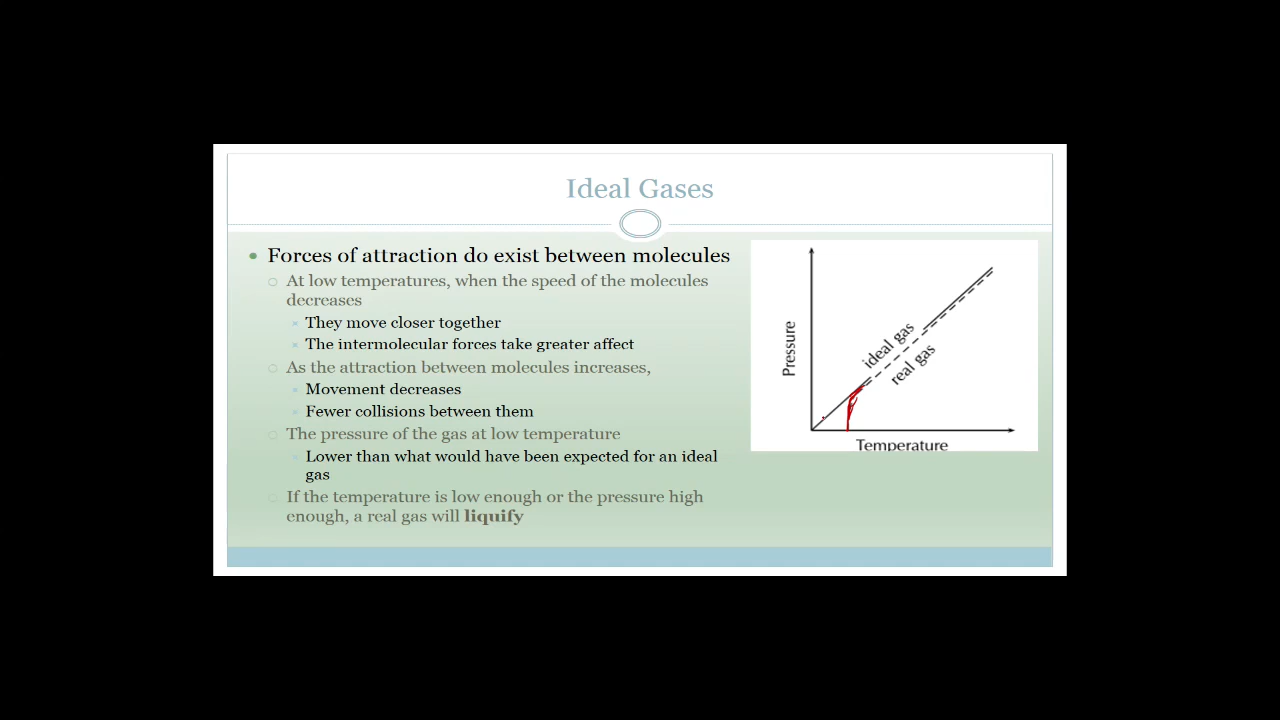 Ideal Gases
Forces of attraction do exist between molecules
At low temperatures, when the speed of the molecules
decreases
They move closer together
The intermolecular forces take greater affect
As the attraction between molecules increases,
Movement decreases
Fewer collisions between them
The pressure of the gas at low temperature
Lower than what would have been expected for an ideal
gas
If the temperature is low enough or the pressure high
enough, a real gas will liquify
Pressure
ideal gas
real gas
Temperature